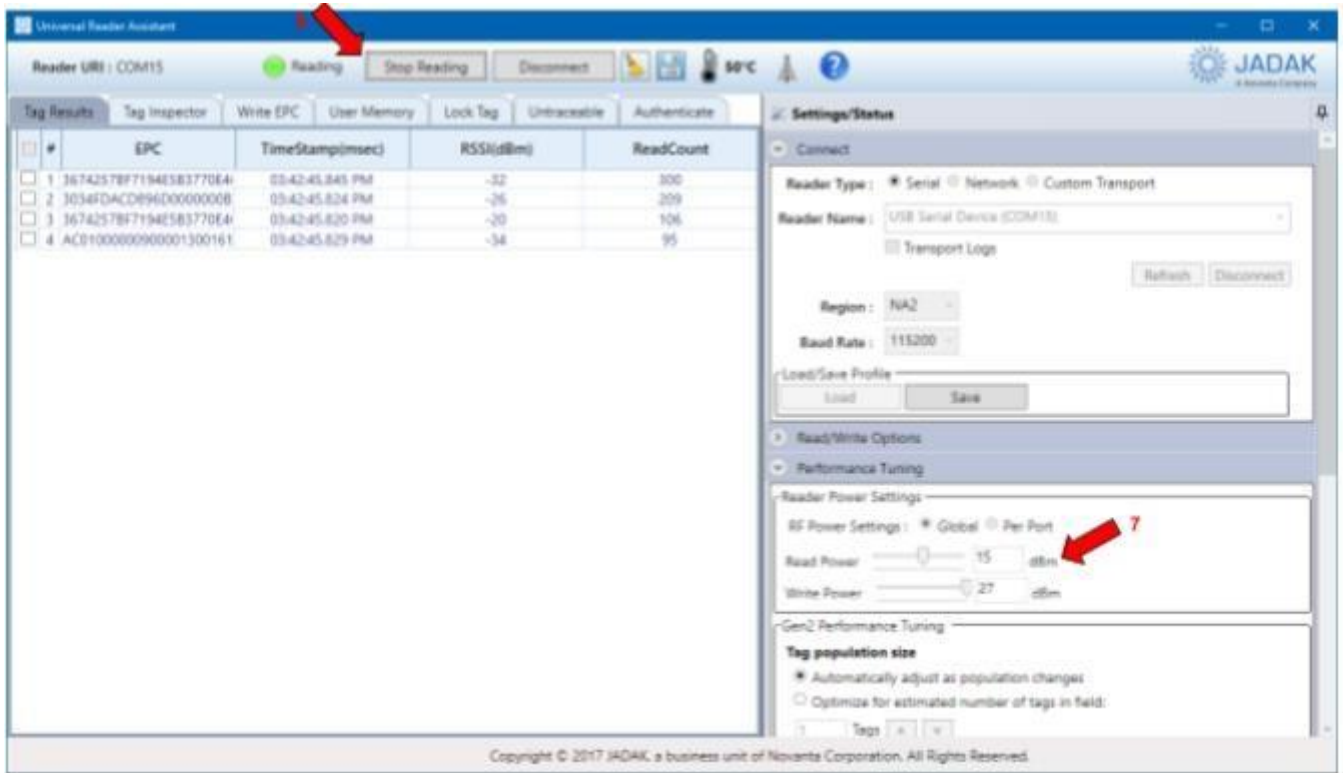 Universal Reader Assistant
Reader URI : COM15 Reading Stop Reading Disconnect 50°C ? JADAK
A Novanta Company
Tag Results Tag Inspector Write EPC User Memory Lock Tag Untraceable Authenticate
# EPC TimeStamp(msec) RSSI(dBm) ReadCount
1 03:42:45.845 PM -32 300
2 03:42:45.824 PM -26 209
3 03:42:45.820 PM -20 106
4 03:42:45.829 PM -34 95
Settings/Status
Connect
Reader Type : Serial Network Custom Transport
Reader Name : USB Serial Device (COM15)
Transport Logs
Refresh Disconnect
Region : NA2
Baud Rate : 115200
Load/Save Profile
Load Save
Read/Write Options
Performance Tuning
Reader Power Settings
RF Power Settings : Global Per Port 7
Read Power 15 dBm
Write Power 27 dBm
Gen2 Performance Tuning
Tag population size
Automatically adjust as population changes
Optimize for estimated number of tags in field:
1 Tags
Copyright © 2017 JADAK, a business unit of Novanta Corporation. All Rights Reserved.